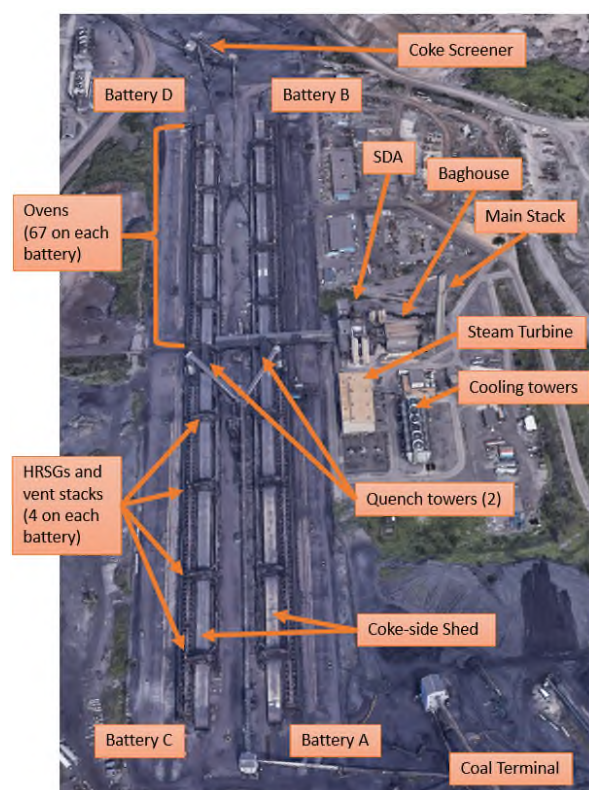 Coke Screener
Battery D
Battery B
SDA
Baghouse
Main Stack
Ovens
(67 on each
battery)
Steam Turbine
Cooling towers
HRSGs and
vent stacks
(4 on each
battery)
Quench towers (2)
Coke-side Shed
Battery C
Battery A
Coal Terminal